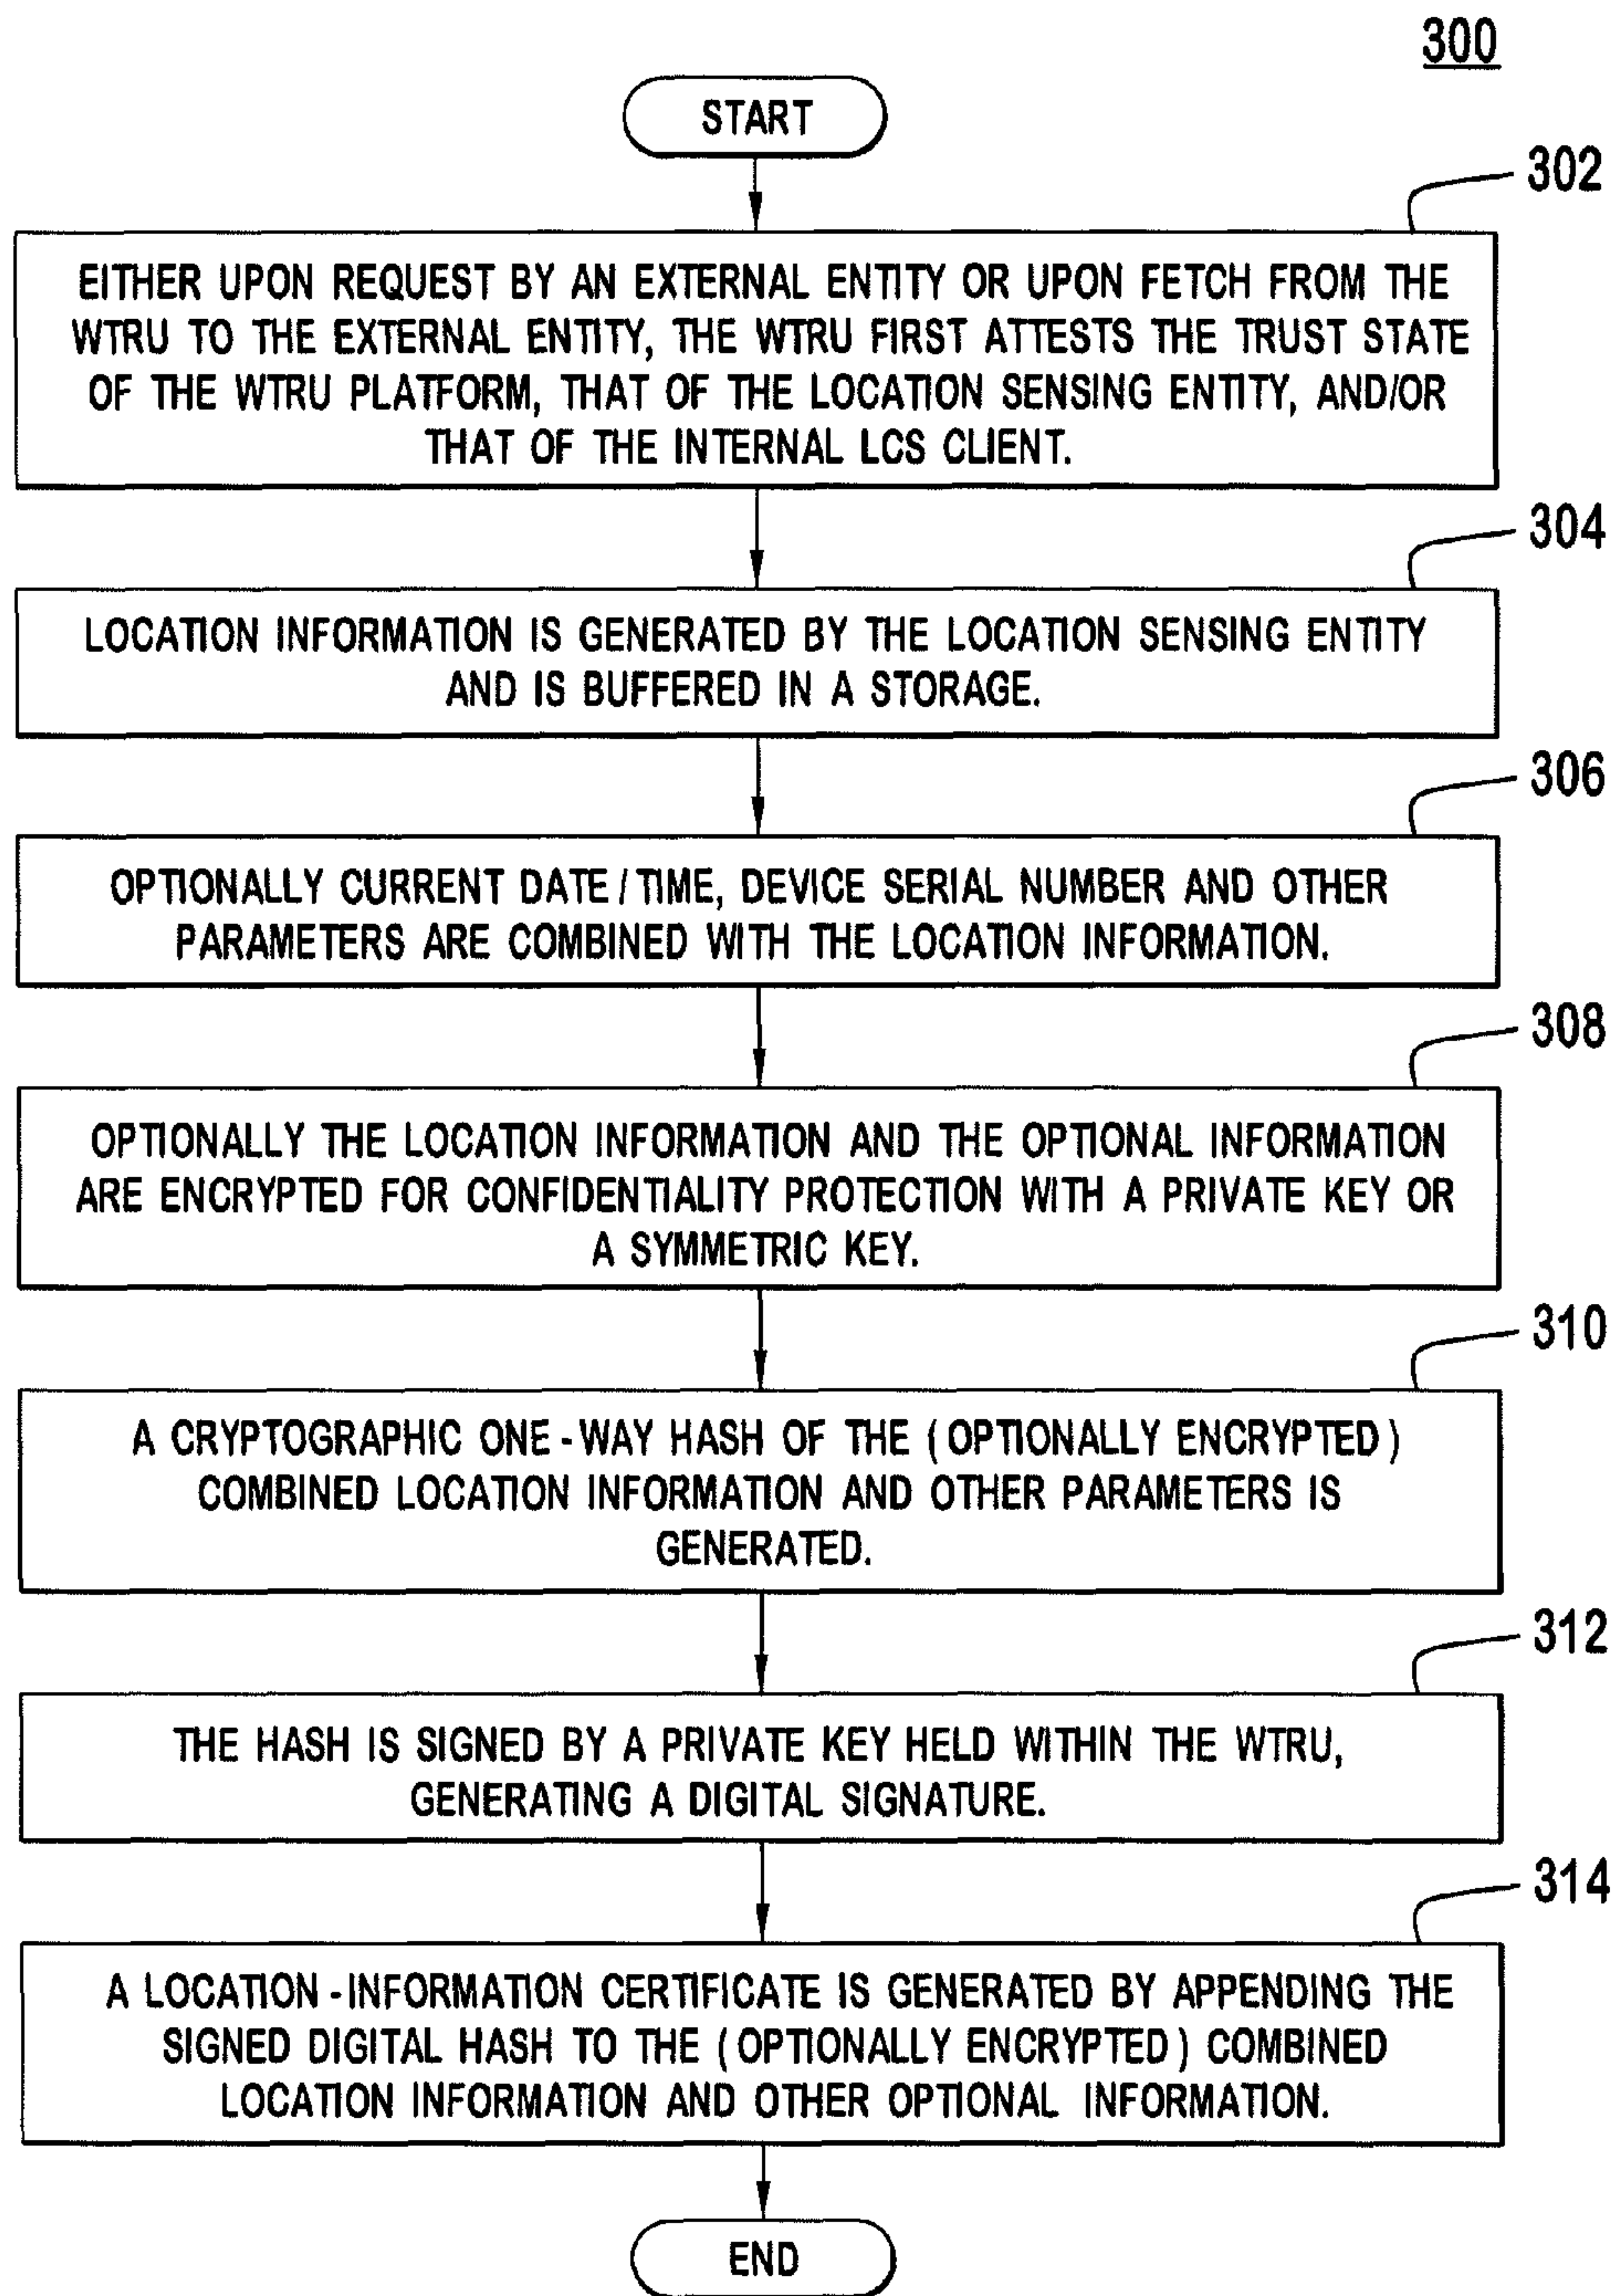 300
START
302
EITHER UPON REQUEST BY AN EXTERNAL ENTITY OR UPON FETCH FROM THE
WTRU TO THE EXTERNAL ENTITY, THE WTRU FIRST ATTESTS THE TRUST STATE
OF THE WTRU PLATFORM, THAT OF THE LOCATION SENSING ENTITY, AND/OR
THAT OF THE INTERNAL LCS CLIENT.
304
LOCATION INFORMATION IS GENERATED BY THE LOCATION SENSING ENTITY
AND IS BUFFERED IN A STORAGE.
306
OPTIONALLY CURRENT DATE / TIME, DEVICE SERIAL NUMBER AND OTHER
PARAMETERS ARE COMBINED WITH THE LOCATION INFORMATION.
308
OPTIONALLY THE LOCATION INFORMATION AND THE OPTIONAL INFORMATION
ARE ENCRYPTED FOR CONFIDENTIALITY PROTECTION WITH A PRIVATE KEY OR
A SYMMETRIC KEY.
310
A CRYPTOGRAPHIC ONE-WAY HASH OF THE (OPTIONALLY ENCRYPTED)
COMBINED LOCATION INFORMATION AND OTHER PARAMETERS IS
GENERATED.
312
THE HASH IS SIGNED BY A PRIVATE KEY HELD WITHIN THE WTRU,
GENERATING A DIGITAL SIGNATURE.
314
A LOCATION-INFORMATION CERTIFICATE IS GENERATED BY APPENDING THE
SIGNED DIGITAL HASH TO THE (OPTIONALLY ENCRYPTED) COMBINED
LOCATION INFORMATION AND OTHER OPTIONAL INFORMATION.
END